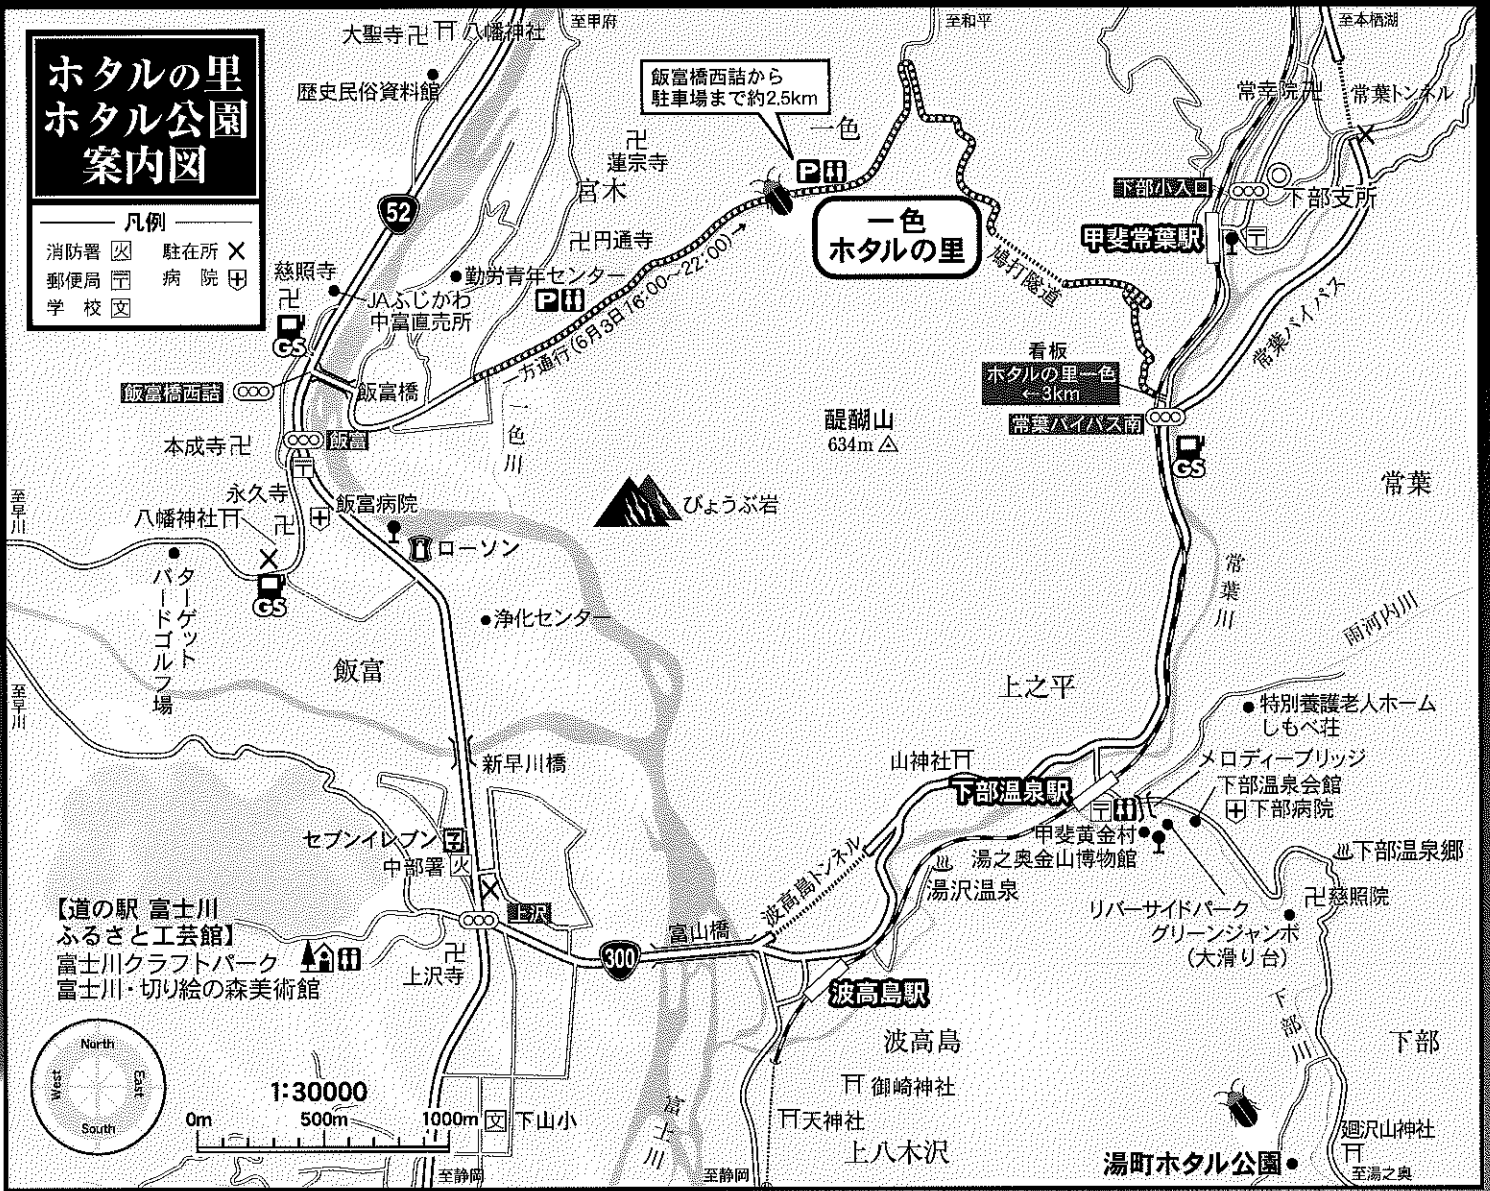 ホタルの里
ホタル公園
案内図
凡例
消防署 火 駐在所
郵便局 〒 病院
学校 文
大聖寺
八幡神社
至甲府
至和平
至本栖湖
歴史民俗資料館
飯富橋西詰から
駐車場まで約2.5km
一色
常幸院
常葉トンネル
蓮宗寺
宮木
52
P
下部小入口
下部支所
一色
ホタルの里
甲斐常葉駅
〒
円通寺
慈照寺
勤労青年センター
P
JAふじかわ
中富直売所
GS
一方通行(6月3日 16:00〜22:00)→
鳩打隧道
常葉バイパス
看板
ホタルの里一色
←3km
飯富橋西詰
飯富橋
飯富
一色川
醍醐山
634m
常葉バイパス南
GS
本成寺
〒
至早川
永久寺
飯富病院
八幡神社
びょうぶ岩
常葉
ローソン
GS
ターゲット
バードゴルフ場
浄化センター
常葉川
雨河内川
飯富
至早川
上之平
特別養護老人ホーム
しもべ荘
新早川橋
山神社
メロディーブリッジ
下部温泉駅
下部温泉会館
〒
下部病院
セブンイレブン
中部署 火
甲斐黄金村
湯之奥金山博物館
下部温泉郷
波高島トンネル
湯沢温泉
慈照院
【道の駅 富士川
ふるさと工芸館】
富士川クラフトパーク
富士川・切り絵の森美術館
上沢
リバーサイドパーク
グリーンジャンボ
(大滑り台)
富山橋
300
上沢寺
波高島駅
下部川
波高島
下部
North
West
East
South
1:30000
0m 500m 1000m
文 下山小
御崎神社
天神社
富士川
上八木沢
廻沢山神社
湯町ホタル公園
至静岡
至静岡
至湯之奥